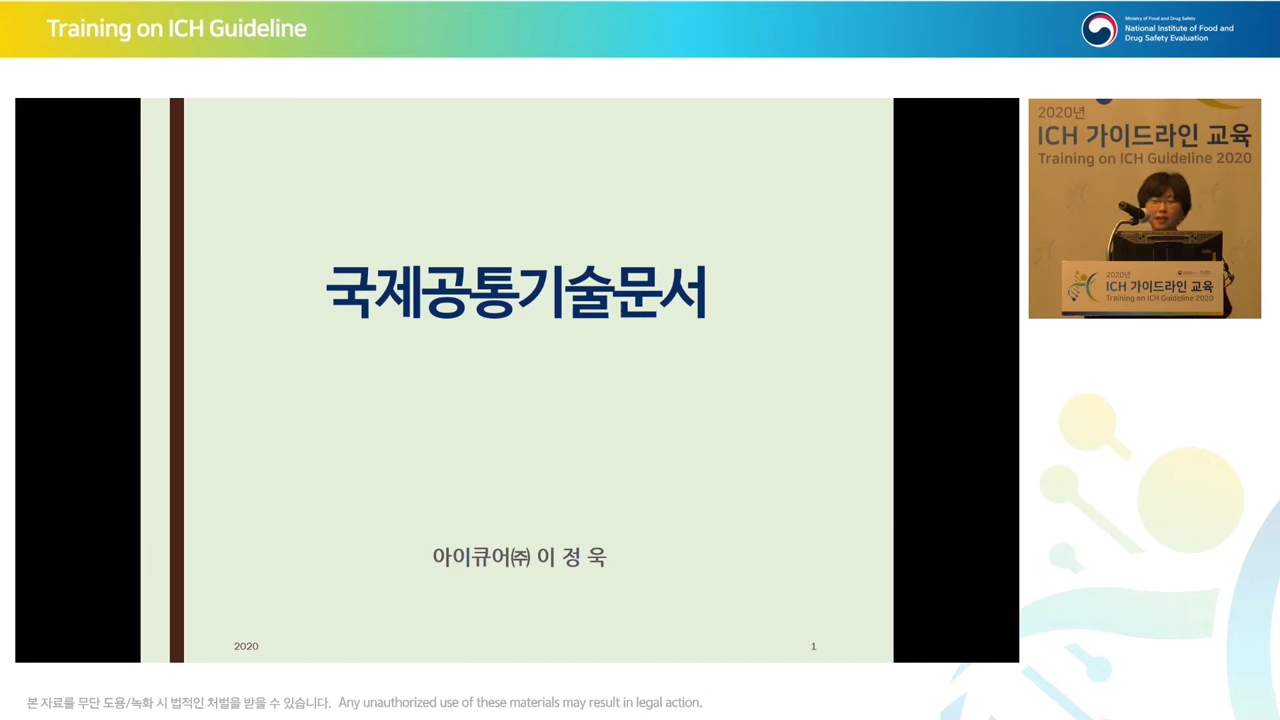 Training on ICH Guideline
Ministry of Food and Drug Safety
National Institute of Food and
Drug Safety Evaluation
국제공통기술문서
아이큐어㈜ 이 정 욱
2020
1
2020년
ICH 가이드라인 교육
Training on ICH Guideline 2020
2020년
ICH 가이드라인 교육
Training on ICH Guideline 2020
본 자료를 무단 도용/녹화 시 법적인 처벌을 받을 수 있습니다. Any unauthorized use of these materials may result in legal action.